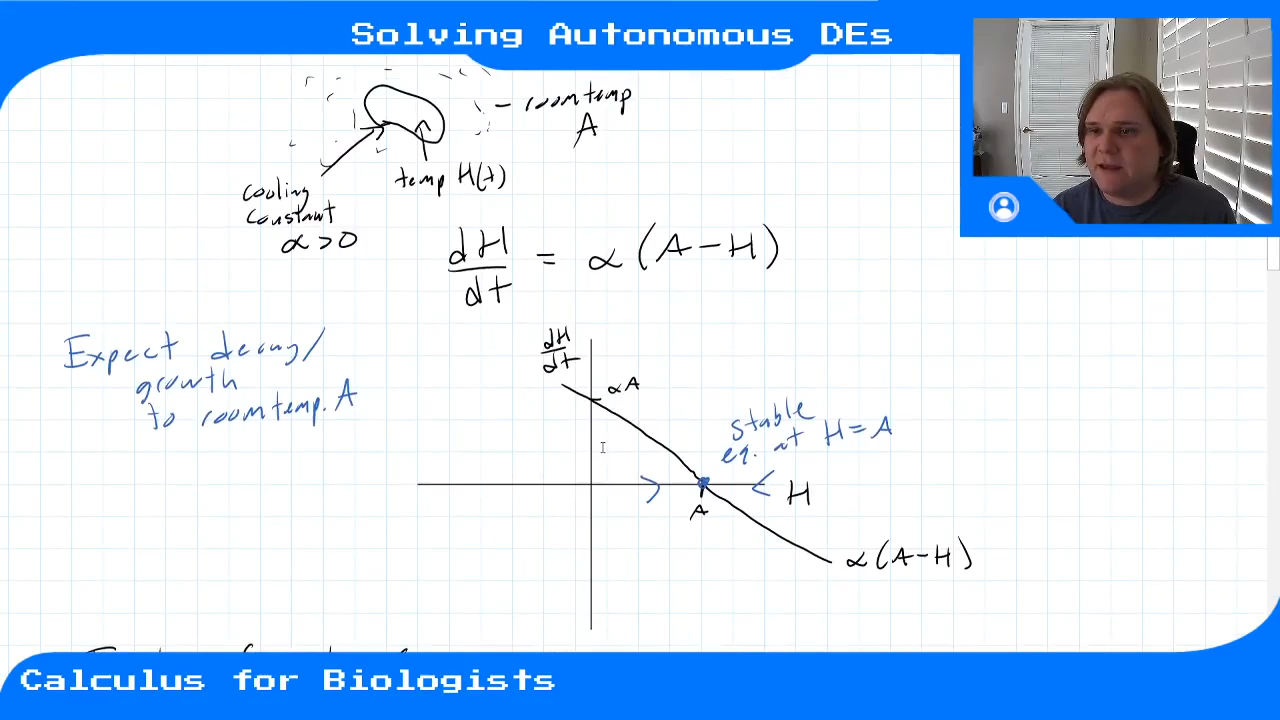 Solving Autonomous DEs
room temp
A
temp H(t)
cooling
constant
α > 0
dH/dt = α (A - H)
Expect decay/
growth
to room temp. A
dH/dt
αA
stable
eq. at H = A
A
H
α (A - H)
Calculus for Biologists